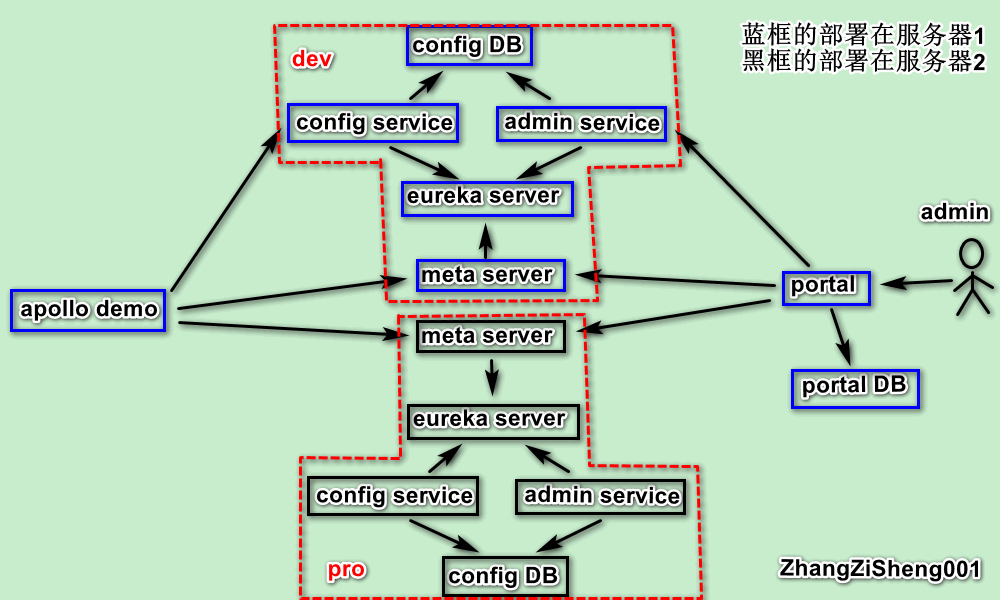 蓝框的部署在服务器1
黑框的部署在服务器2
config DB
dev
config service
admin service
eureka server
admin
meta server
portal
apollo demo
meta server
portal DB
eureka server
config service
admin service
pro
config DB
ZhangZiSheng001